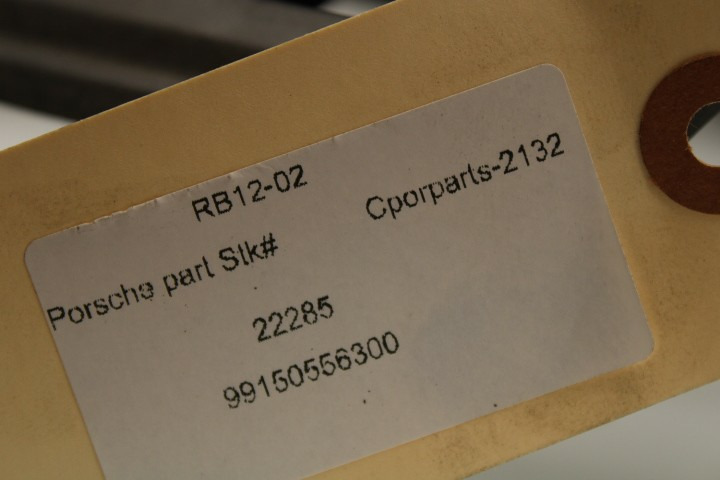 RB12-02 Cporparts-2132
Porsche part Stk#
22285
99150556300